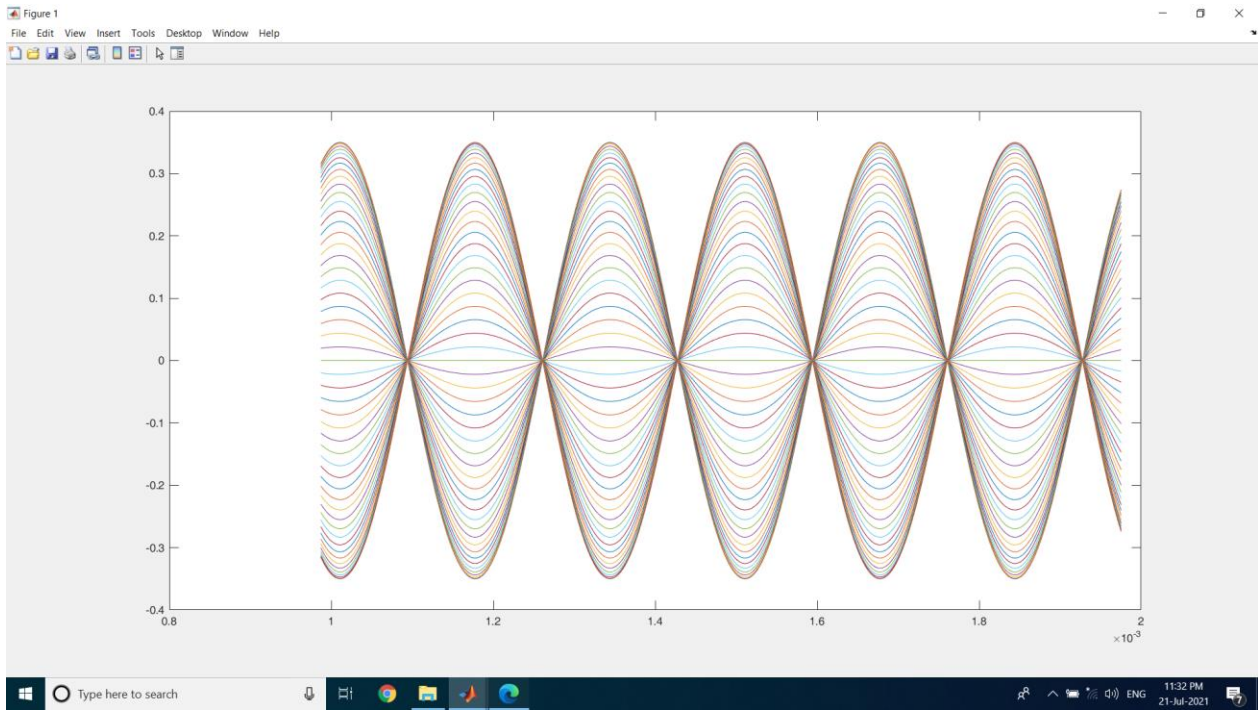 Figure 1
File Edit View Insert Tools Desktop Window Help
0.4
0.3
0.2
0.1
0
-0.1
-0.2
-0.3
-0.4
0.8 1 1.2 1.4 1.6 1.8 2
×10-3
Type here to search
ENG
11:32 PM
21-Jul-2021
7